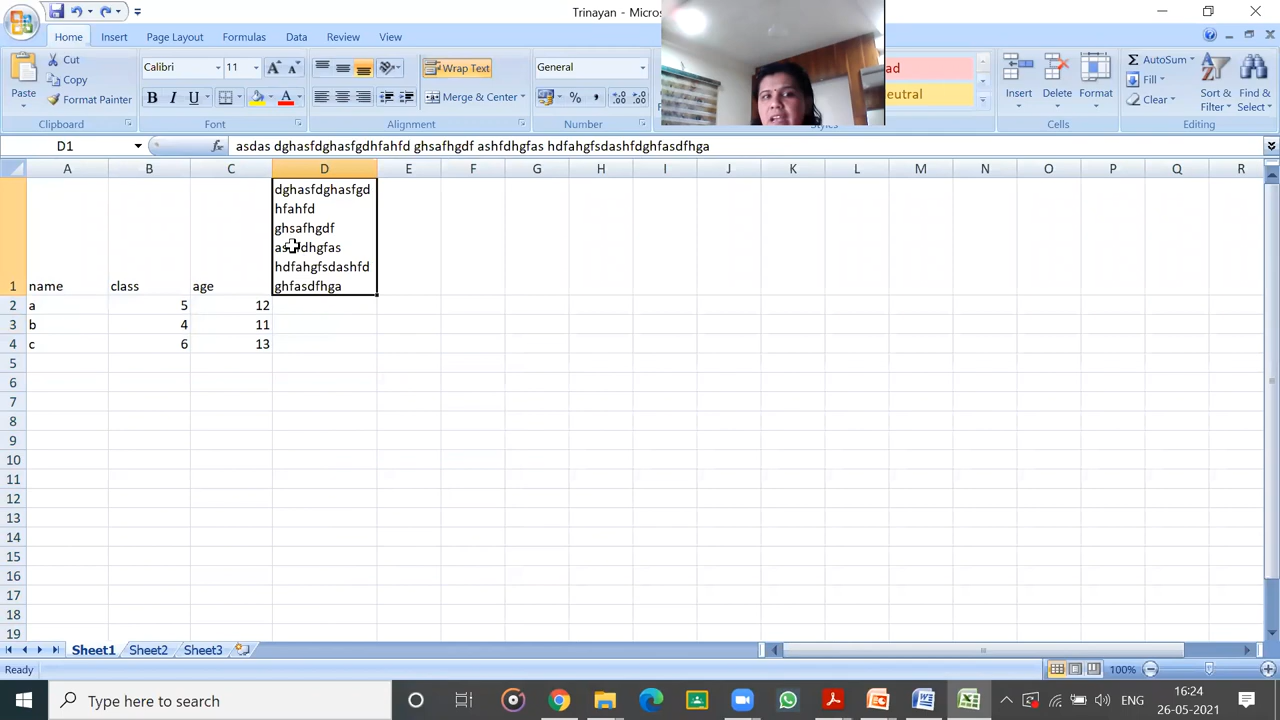 Trinayan - Micros
Home Insert Page Layout Formulas Data Review View
Cut
Copy
Format Painter
Paste
Clipboard
Calibri 11
B I U
Font
Wrap Text
Merge & Center
Alignment
General
Number
ad
eutral
Styles
Insert Delete Format
Cells
AutoSum
Fill
Clear
Sort & Filter
Find & Select
Editing
D1 fx asdas dghasfdghasfgdhfahfd ghsafhgdf ashfdhgfas hdfahgfsdashfdghfasdfhga
A B C D E F G H I J K L M N O P Q R
dghasfdghasfgd
hfahfd
ghsafhgdf
hdfahgfsdashfd
1 name class age ghfasdfhga
2 a 5 12
3 b 4 11
4 c 6 13
5
6
7
8
9
10
11
12
13
14
15
16
17
18
19
Sheet1 Sheet2 Sheet3
Ready 100%
Type here to search
ENG
16:24
26-05-2021